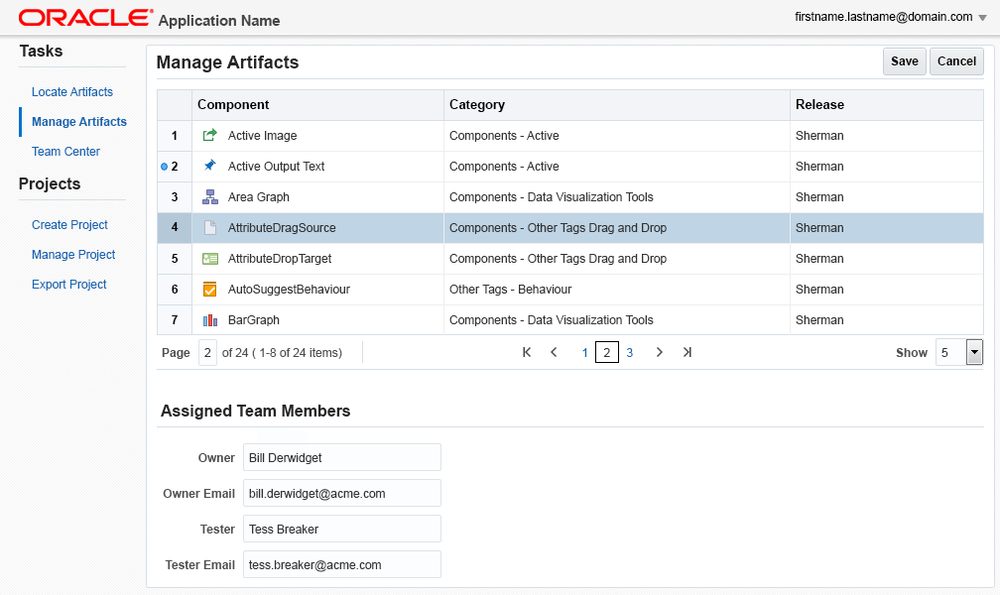 ORACLE Application Name
firstname.lastname@domain.com
Tasks
Locate Artifacts
Manage Artifacts
Team Center
Projects
Create Project
Manage Project
Export Project
Manage Artifacts
Save Cancel
Component Category Release
1 Active Image Components - Active Sherman
2 Active Output Text Components - Active Sherman
3 Area Graph Components - Data Visualization Tools Sherman
4 AttributeDragSource Components - Other Tags Drag and Drop Sherman
5 AttributeDropTarget Components - Other Tags Drag and Drop Sherman
6 AutoSuggestBehaviour Other Tags - Behaviour Sherman
7 BarGraph Components - Data Visualization Tools Sherman
Page 2 of 24 ( 1-8 of 24 items) 1 2 3 Show 5
Assigned Team Members
Owner Bill Derwidget
Owner Email bill.derwidget@acme.com
Tester Tess Breaker
Tester Email tess.breaker@acme.com